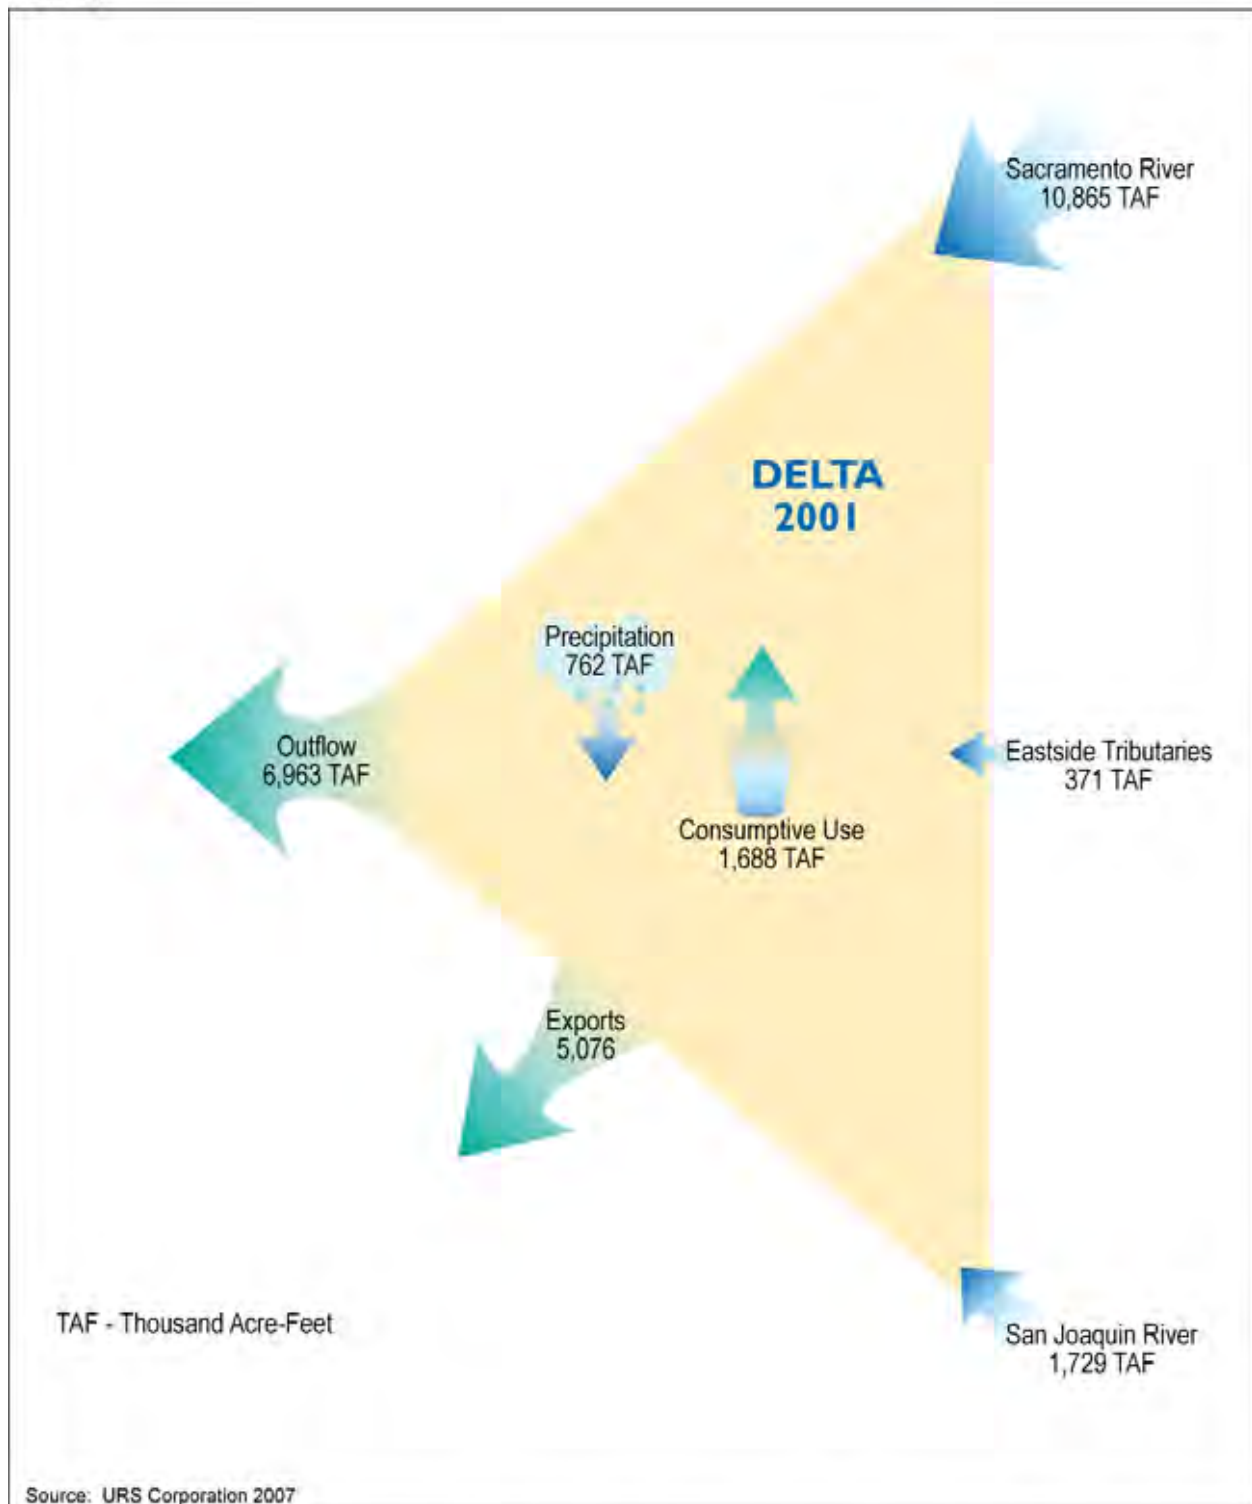 Sacramento River
10,865 TAF
DELTA
2001
Precipitation
762 TAF
Outflow
6,963 TAF
Eastside Tributaries
371 TAF
Consumptive Use
1,688 TAF
Exports
5,076
TAF - Thousand Acre-Feet
San Joaquin River
1,729 TAF
Source: URS Corporation 2007